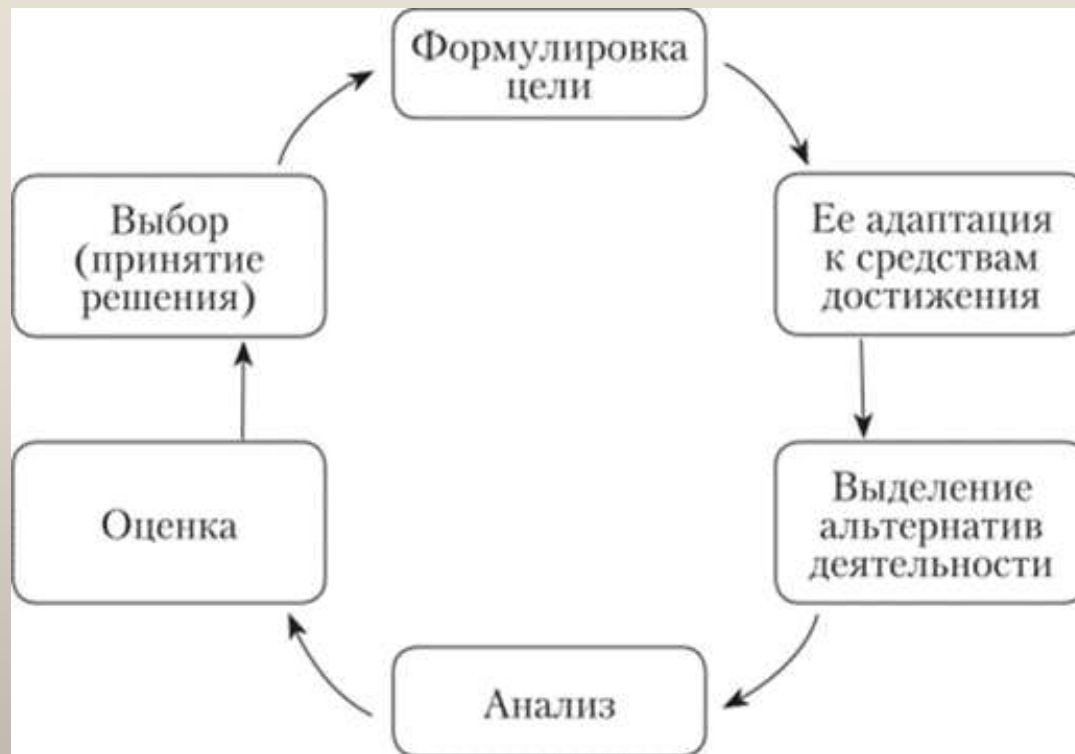 Формулировка
цели
Ее адаптация
к средствам
достижения
Выделение
альтернатив
деятельности
Анализ
Оценка
Выбор
(принятие
решения)